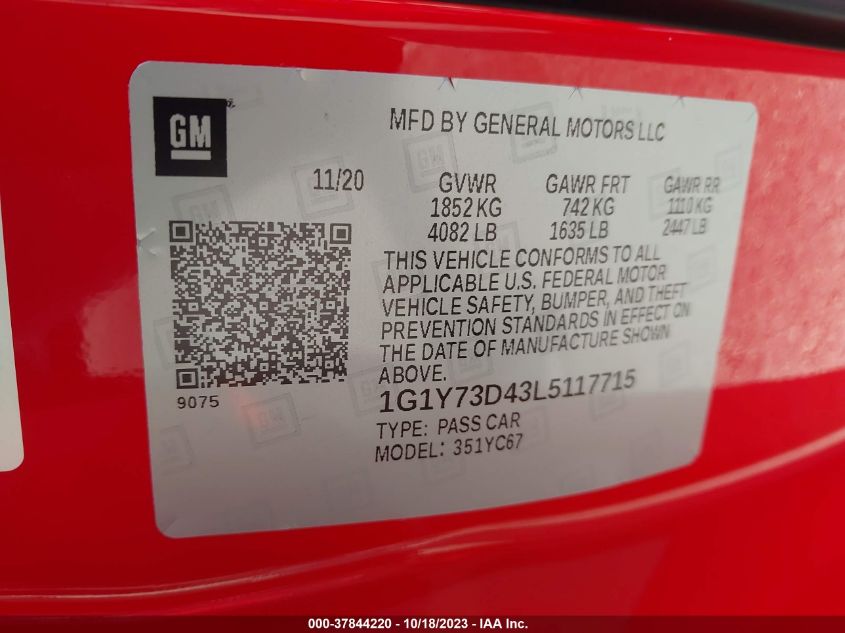 GM
MFD BY GENERAL MOTORS LLC
11/20 GVWR GAWR FRT GAWR RR
1852 KG 742 KG 1110 KG
4082 LB 1635 LB 2447 LB
THIS VEHICLE CONFORMS TO ALL
APPLICABLE U.S. FEDERAL MOTOR
VEHICLE SAFETY, BUMPER, AND THEFT
PREVENTION STANDARDS IN EFFECT ON
THE DATE OF MANUFACTURE SHOWN
ABOVE.
9075
1G1Y73D43L5117715
TYPE: PASS CAR
MODEL: 351YC67
000-37844220 - 10/18/2023 - IAA Inc.